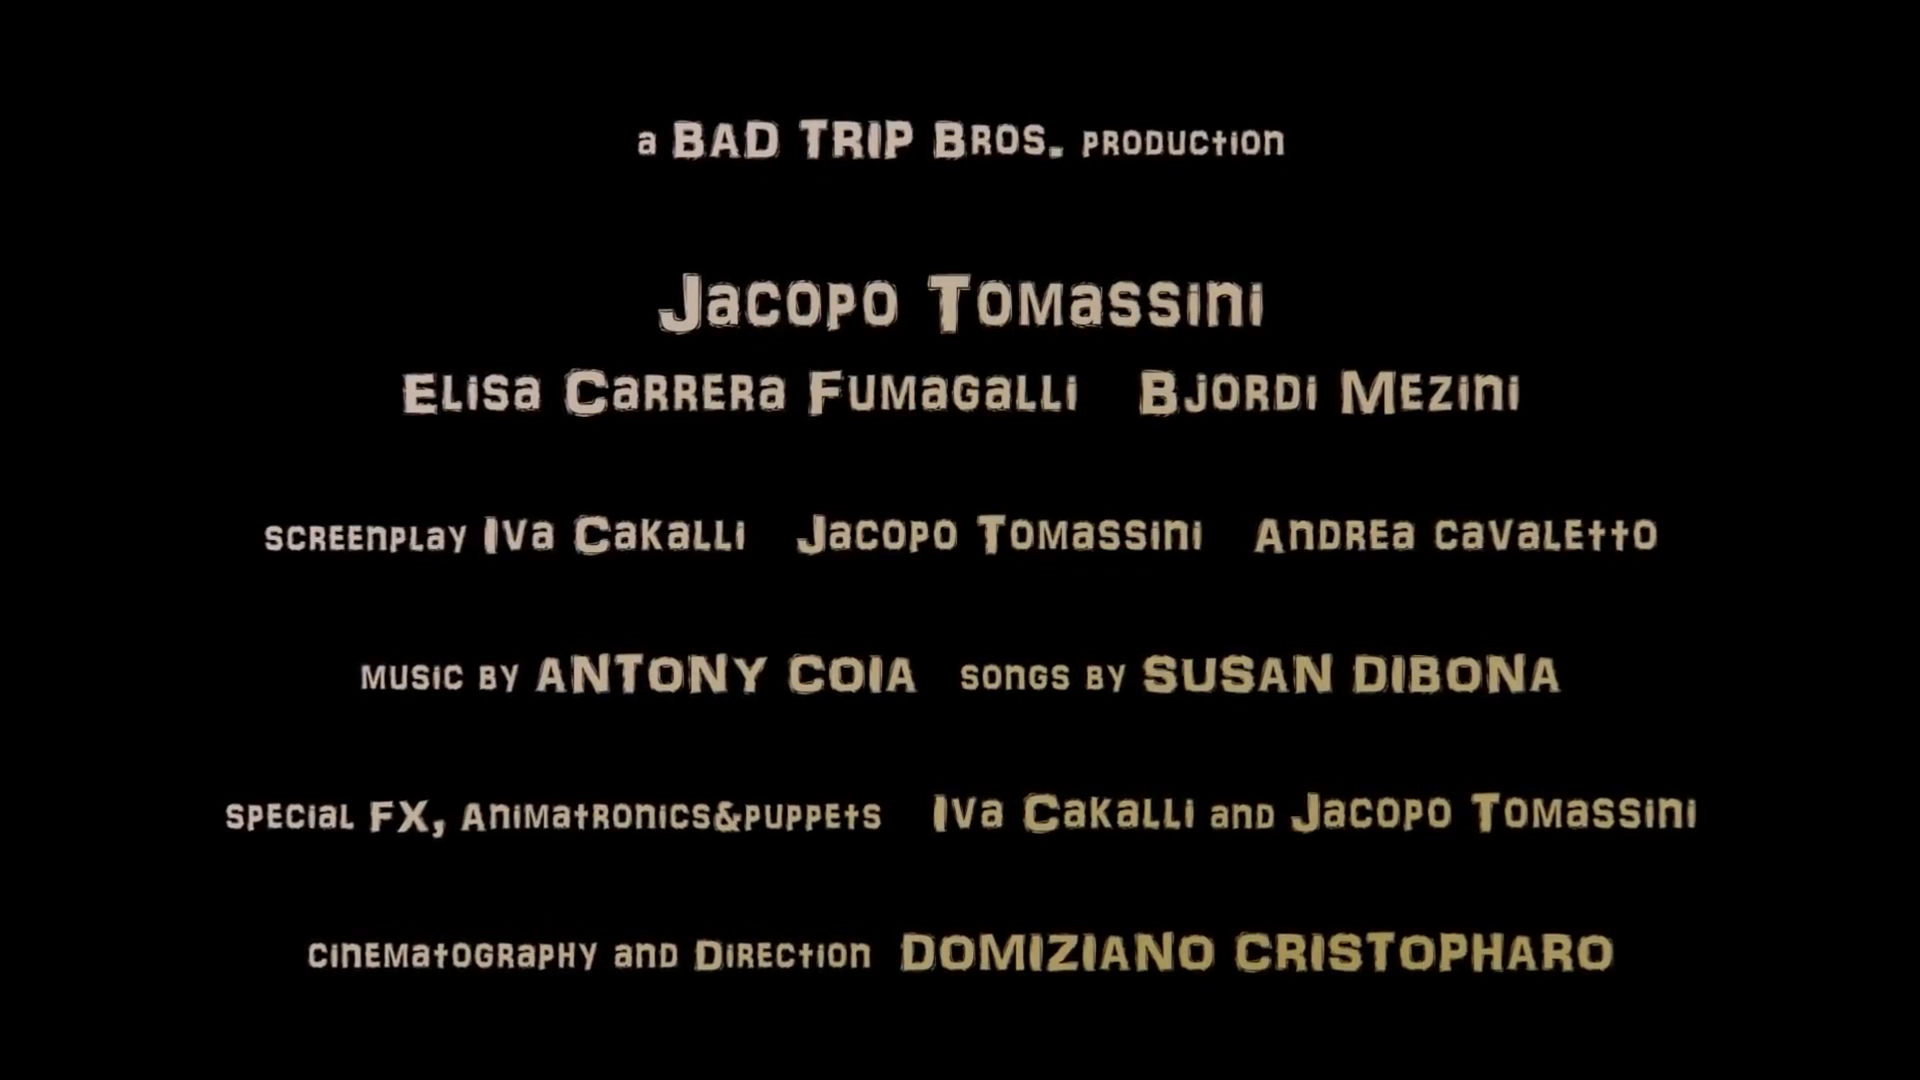 a BAD TRIP BROS. PRODUCtiOn
JaCOPO TOMaSSini
ELiSa CaRRERa FUMaGaLLi BJORDi MEZini
SCREEnPLay IVa CaKaLLi JaCOPO TOMaSSini AnDREa CaVaLEttO
MUSiC BY ANTONY COIA SOnGS BY SUSAN DIBONA
SPECiaL FX, AniMatROniCS&PUPPEtS IVa CaKaLLi anD JaCOPO TOMaSSini
CinEMatOGRaPHY anD DiRECtiOn DOMIZIANO CRISTOPHARO